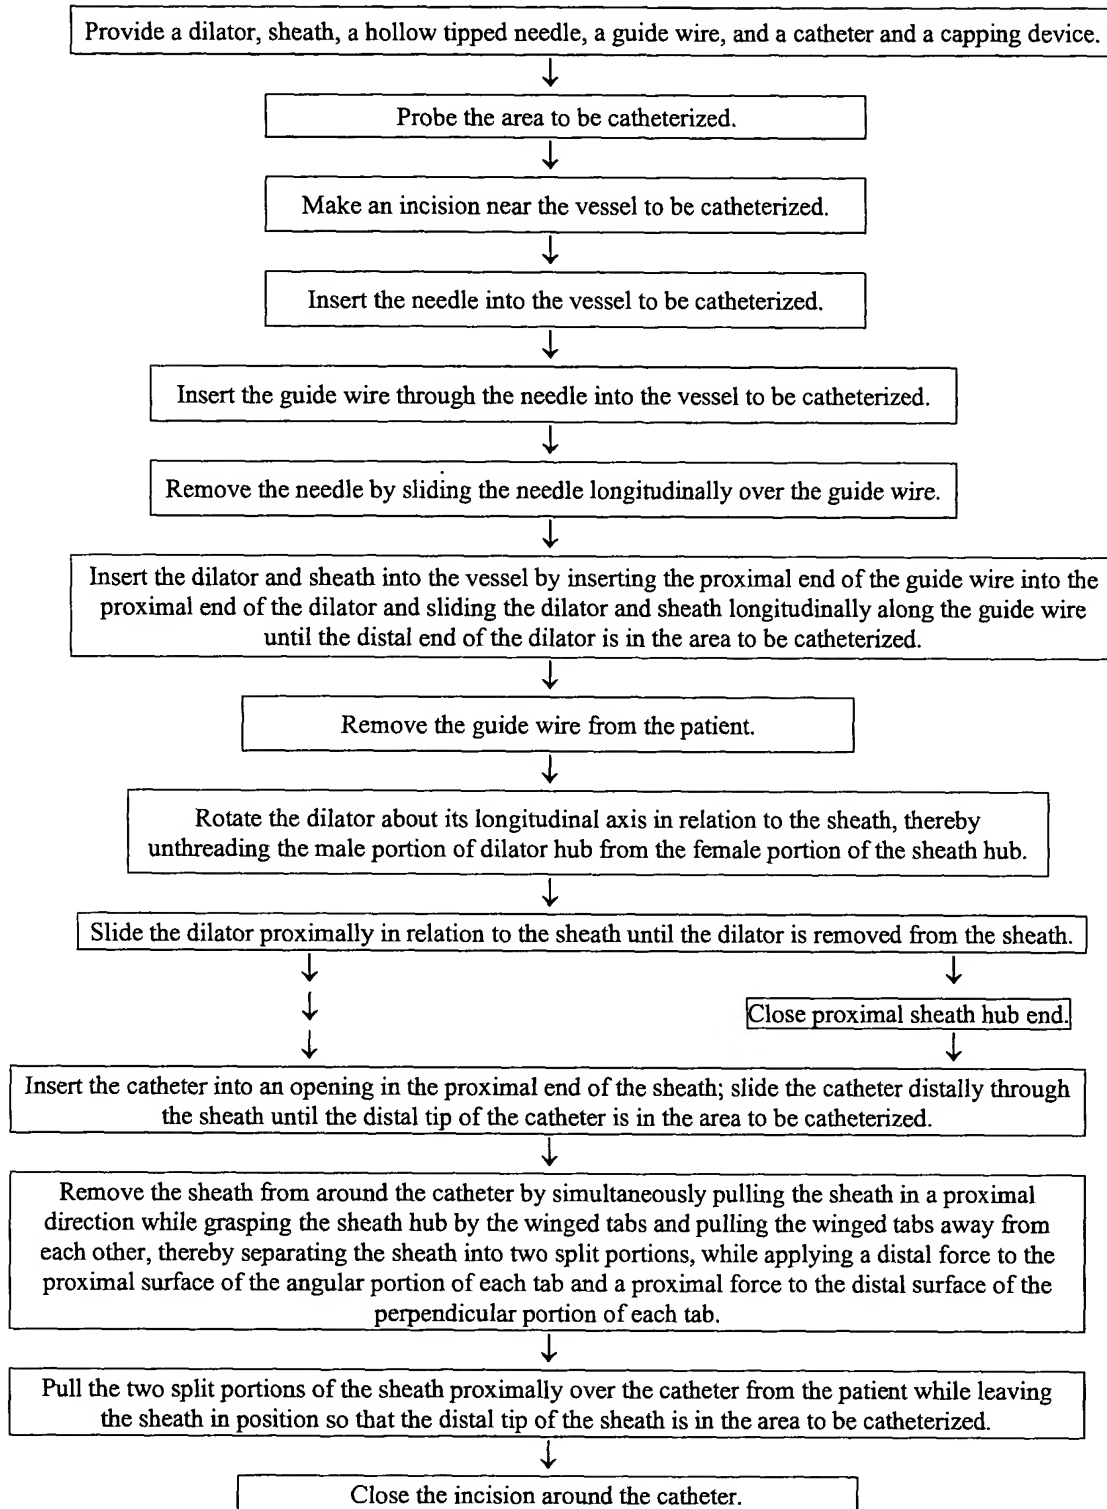 Provide a dilator, sheath, a hollow tipped needle, a guide wire, and a catheter and a capping device.
Probe the area to be catheterized.
Make an incision near the vessel to be catheterized.
Insert the needle into the vessel to be catheterized.
Insert the guide wire through the needle into the vessel to be catheterized.
Remove the needle by sliding the needle longitudinally over the guide wire.
Insert the dilator and sheath into the vessel by inserting the proximal end of the guide wire into the
proximal end of the dilator and sliding the dilator and sheath longitudinally along the guide wire
until the distal end of the dilator is in the area to be catheterized.
Remove the guide wire from the patient.
Rotate the dilator about its longitudinal axis in relation to the sheath, thereby
unthreading the male portion of dilator hub from the female portion of the sheath hub.
Slide the dilator proximally in relation to the sheath until the dilator is removed from the sheath.
Close proximal sheath hub end.
Insert the catheter into an opening in the proximal end of the sheath; slide the catheter distally through
the sheath until the distal tip of the catheter is in the area to be catheterized.
Remove the sheath from around the catheter by simultaneously pulling the sheath in a proximal
direction while grasping the sheath hub by the winged tabs and pulling the winged tabs away from
each other, thereby separating the sheath into two split portions, while applying a distal force to the
proximal surface of the angular portion of each tab and a proximal force to the distal surface of the
perpendicular portion of each tab.
Pull the two split portions of the sheath proximally over the catheter from the patient while leaving
the sheath in position so that the distal tip of the sheath is in the area to be catheterized.
Close the incision around the catheter.